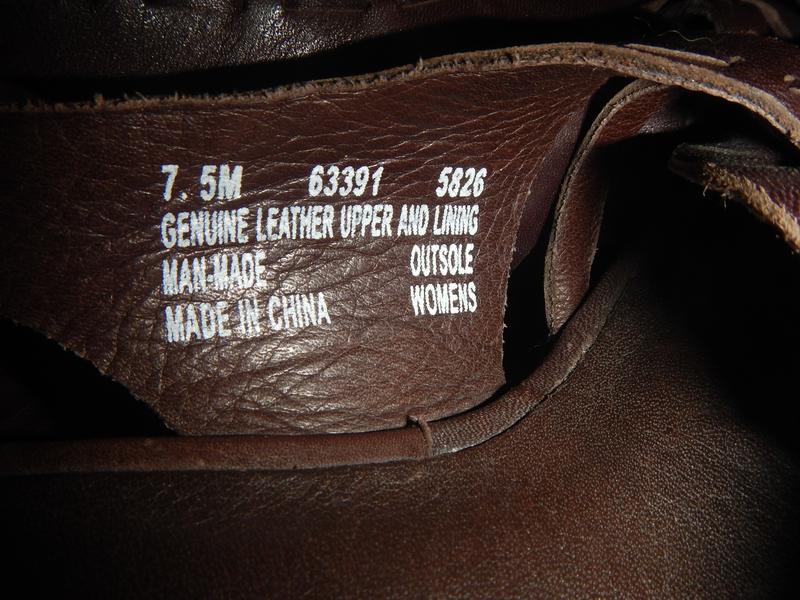 7.5M 63391 5826
GENUINE LEATHER UPPER AND LINING
MAN-MADE OUTSOLE
MADE IN CHINA WOMENS